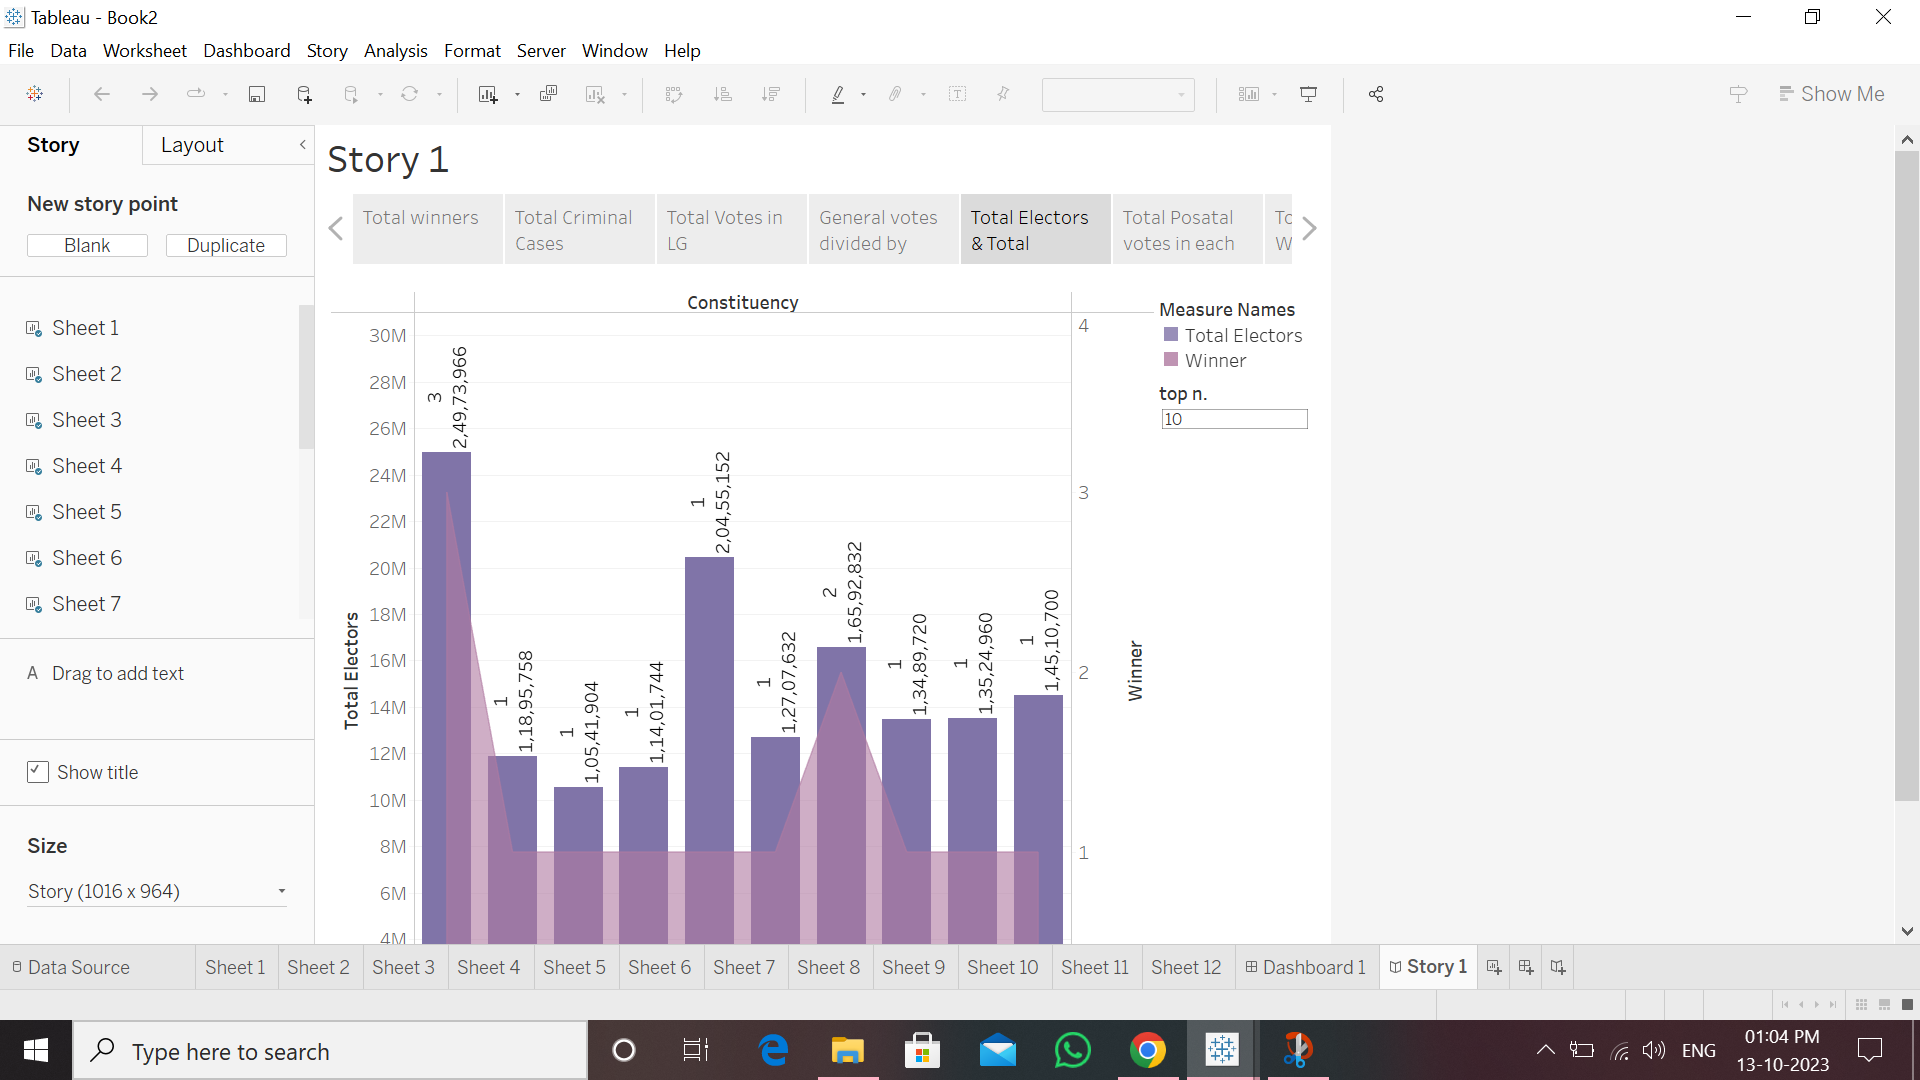 Tableau - Book2
File Data Worksheet Dashboard Story Analysis Format Server Window Help
Show Me
Story Layout
New story point
Blank Duplicate
Sheet 1
Sheet 2
Sheet 3
Sheet 4
Sheet 5
Sheet 6
Sheet 7
A Drag to add text
Show title
Size
Story (1016 x 964)
Story 1
Total winners
Total Criminal
Cases
Total Votes in
LG
General votes
divided by
Total Electors
& Total
Total Posatal
votes in each
To
W
Constituency
Total Electors
30M
28M
26M
24M
22M
20M
18M
16M
14M
12M
10M
8M
6M
4M
3
2,49,73,966
1
1,18,95,758
1
1,05,41,904
1
1,14,01,744
1
2,04,55,152
1
1,27,07,632
2
1,65,92,832
1
1,34,89,720
1
1,35,24,960
1
1,45,10,700
4
3
2
1
Winner
Measure Names
Total Electors
Winner
top n.
10
Data Source Sheet 1 Sheet 2 Sheet 3 Sheet 4 Sheet 5 Sheet 6 Sheet 7 Sheet 8 Sheet 9 Sheet 10 Sheet 11 Sheet 12 Dashboard 1 Story 1
Type here to search
ENG
01:04 PM
13-10-2023